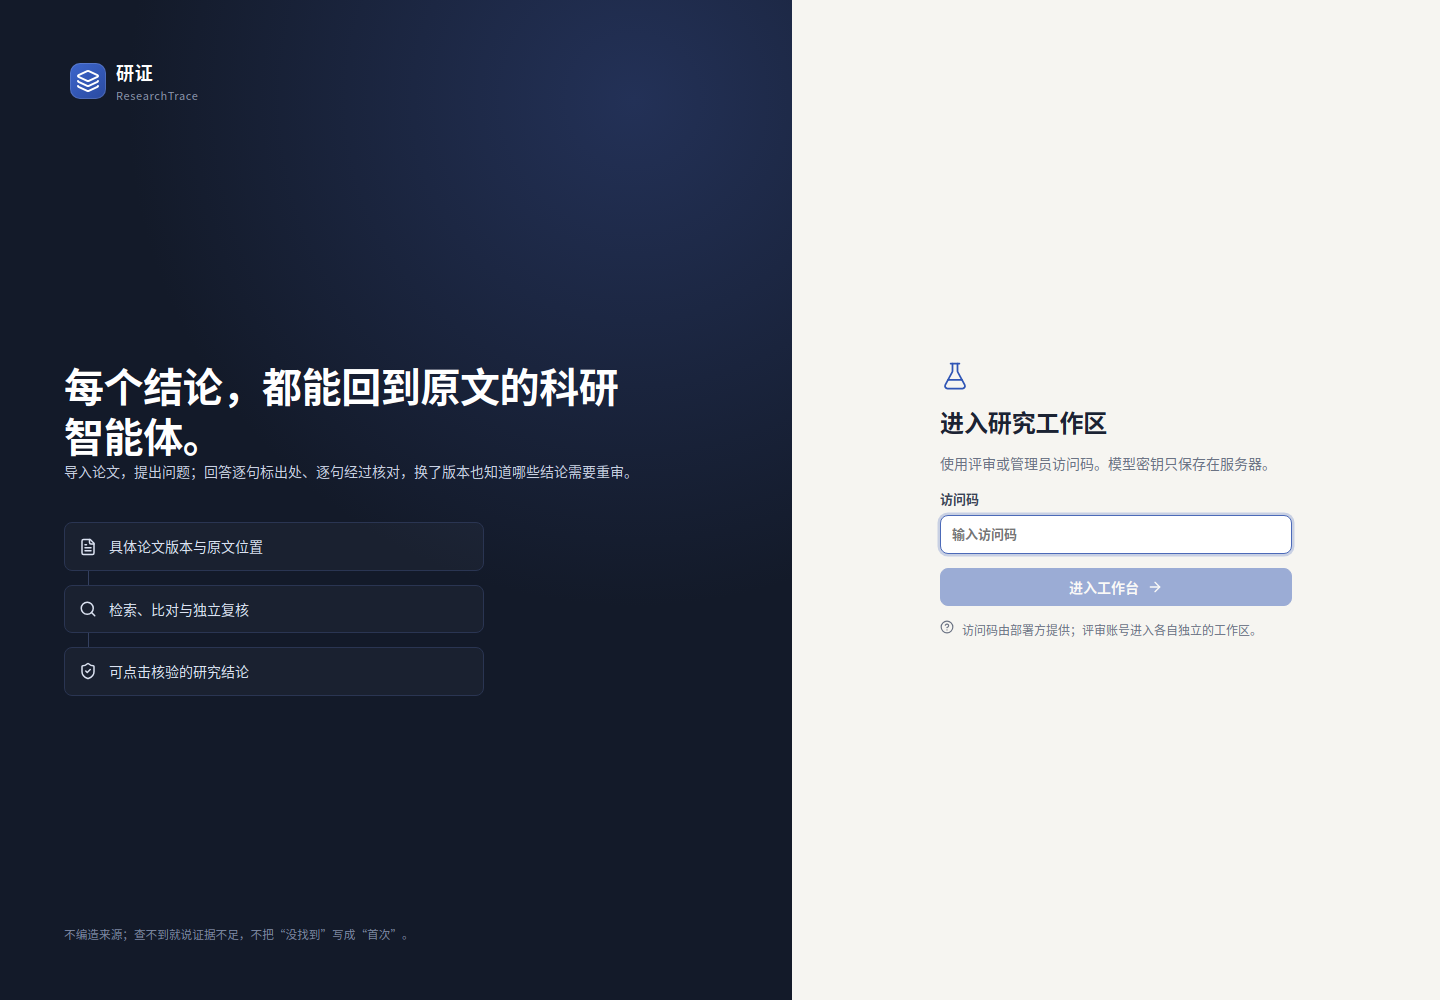 研证
ResearchTrace
每个结论，都能回到原文的科研
智能体。
导入论文，提出问题；回答逐句标出处、逐句经过核对，换了版本也知道哪些结论需要重审。
具体论文版本与原文位置
检索、比对与独立复核
可点击核验的研究结论
不编造来源；查不到就说证据不足，不把“没找到”写成“首次”。
进入研究工作区
使用评审或管理员访问码。模型密钥只保存在服务器。
访问码
输入访问码
进入工作台
访问码由部署方提供；评审账号进入各自独立的工作区。